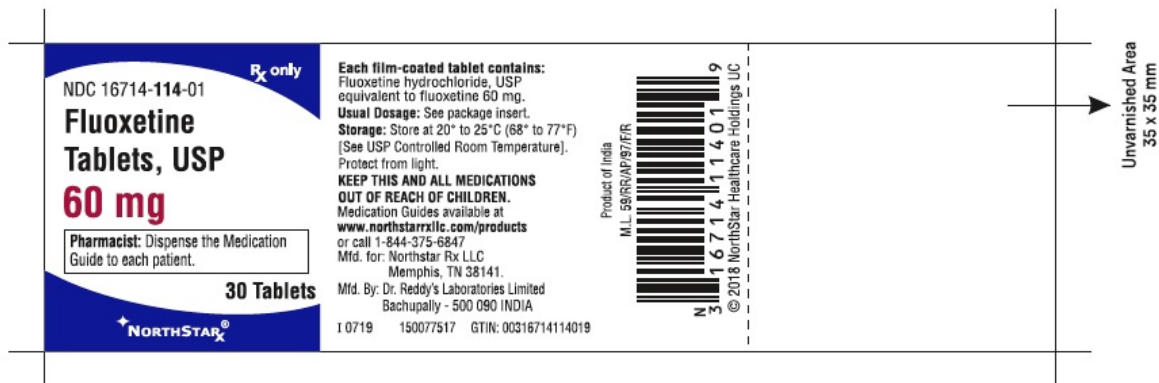 Rx only
NDC 16714-114-01
Fluoxetine
Tablets, USP
60 mg
Pharmacist: Dispense the Medication
Guide to each patient.
30 Tablets
NORTHSTARx®
Each film-coated tablet contains:
Fluoxetine hydrochloride, USP
equivalent to fluoxetine 60 mg.
Usual Dosage: See package insert.
Storage: Store at 20° to 25°C (68° to 77°F)
[See USP Controlled Room Temperature].
Protect from light.
KEEP THIS AND ALL MEDICATIONS
OUT OF REACH OF CHILDREN.
Medication Guides available at
www.northstarrxllc.com/products
or call 1-844-375-6847
Mfd. for: Northstar Rx LLC
Memphis, TN 38141.
Mfd. By: Dr. Reddy's Laboratories Limited
Bachupally - 500 090 INDIA
I 0719 150077517 GTIN: 00316714114019
Product of India
M.L. 59/RR/AP/97/F/R
N 3 16714 11401 9
© 2018 NorthStar Healthcare Holdings UC
Unvarnished Area
35 x 35 mm